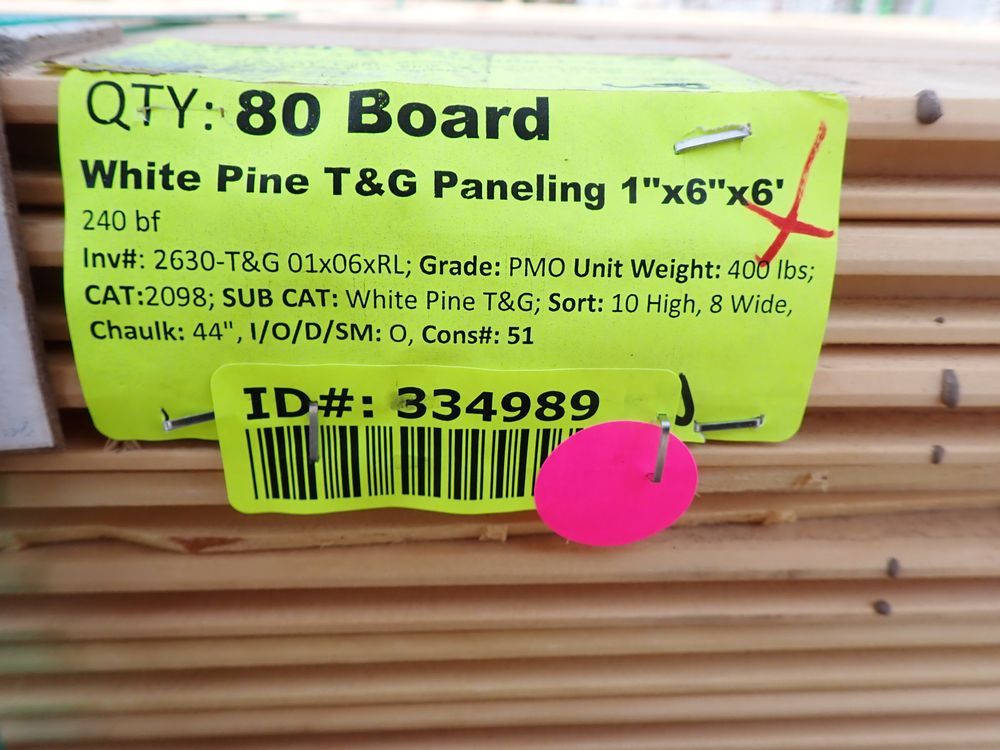 QTY: 80 Board
White Pine T&G Paneling 1"x6"x6'
240 bf
Inv#: 2630-T&G 01x06xRL; Grade: PMO Unit Weight: 400 lbs;
CAT:2098; SUB CAT: White Pine T&G; Sort: 10 High, 8 Wide,
Chaulk: 44", I/O/D/SM: O, Cons#: 51
ID#: 334989